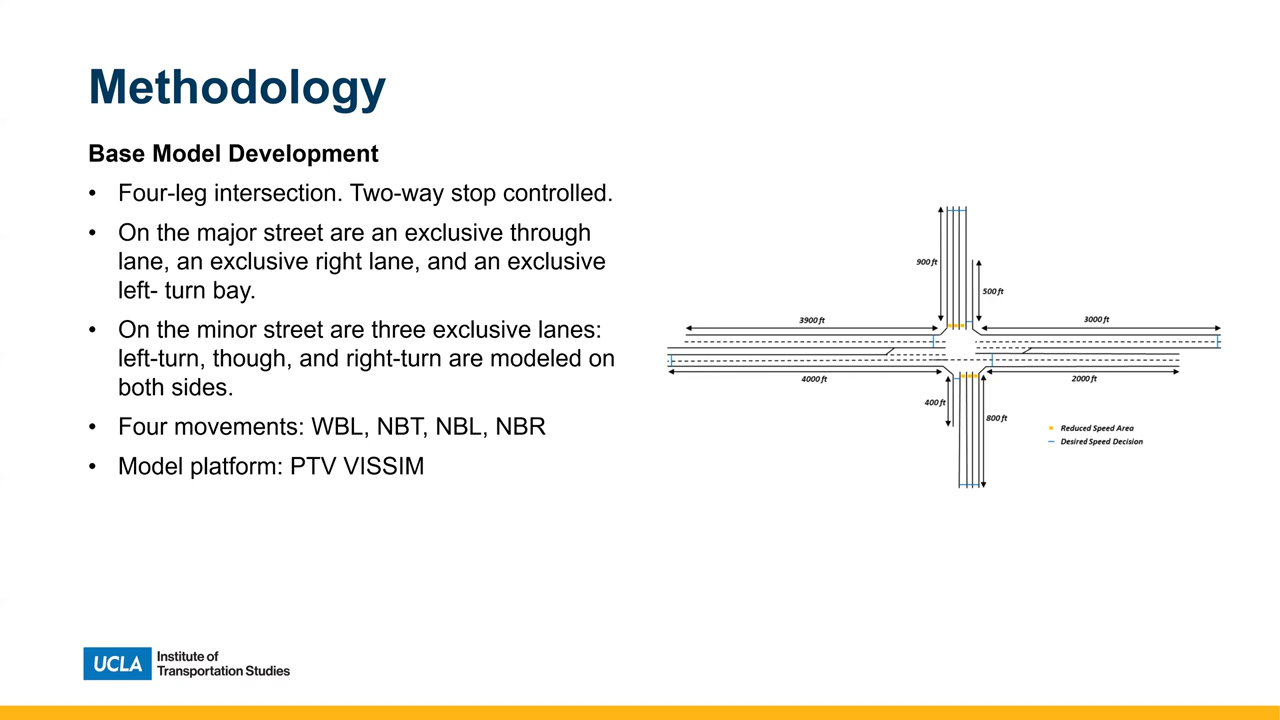 Methodology
Base Model Development
• Four-leg intersection. Two-way stop controlled.
• On the major street are an exclusive through
lane, an exclusive right lane, and an exclusive
left- turn bay.
• On the minor street are three exclusive lanes:
left-turn, though, and right-turn are modeled on
both sides.
• Four movements: WBL, NBT, NBL, NBR
• Model platform: PTV VISSIM
900 ft
500 ft
3900 ft
3000 ft
4000 ft
2000 ft
400 ft
800 ft
Reduced Speed Area
Desired Speed Decision
UCLA
Institute of
Transportation Studies